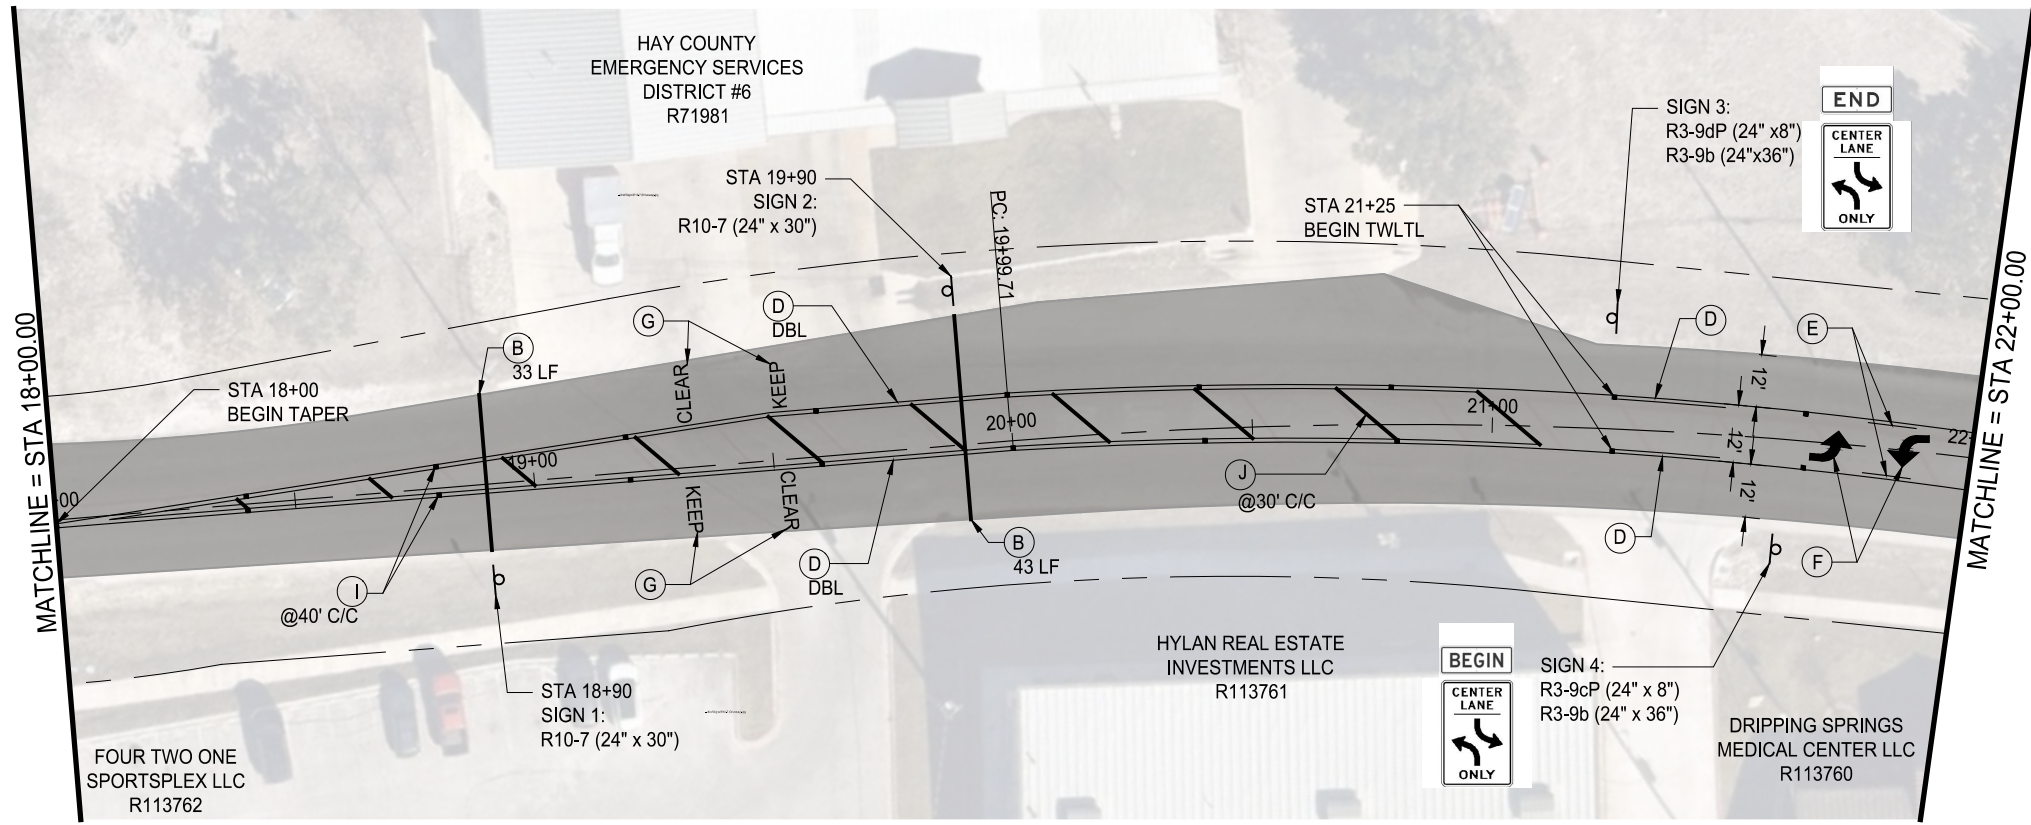 HAY COUNTY
EMERGENCY SERVICES
DISTRICT #6
R71981
SIGN 3:
R3-9dP (24" x8")
R3-9b (24"x36")
END
CENTER
LANE
ONLY
STA 19+90
SIGN 2:
R10-7 (24" x 30")
PC: 19+99.71
STA 21+25
BEGIN TWLTL
MATCHLINE = STA 18+00.00
MATCHLINE = STA 22+00.00
STA 18+00
BEGIN TAPER
B
33 LF
G
D
DBL
D
E
CLEAR
KEEP
12'
12'
12'
00
19+00
20+00
21+00
22+
KEEP
CLEAR
J
@30' C/C
I
@40' C/C
G
D
DBL
B
43 LF
D
F
STA 18+90
SIGN 1:
R10-7 (24" x 30")
HYLAN REAL ESTATE
INVESTMENTS LLC
R113761
BEGIN
CENTER
LANE
ONLY
SIGN 4:
R3-9cP (24" x 8")
R3-9b (24" x 36")
FOUR TWO ONE
SPORTSPLEX LLC
R113762
DRIPPING SPRINGS
MEDICAL CENTER LLC
R113760